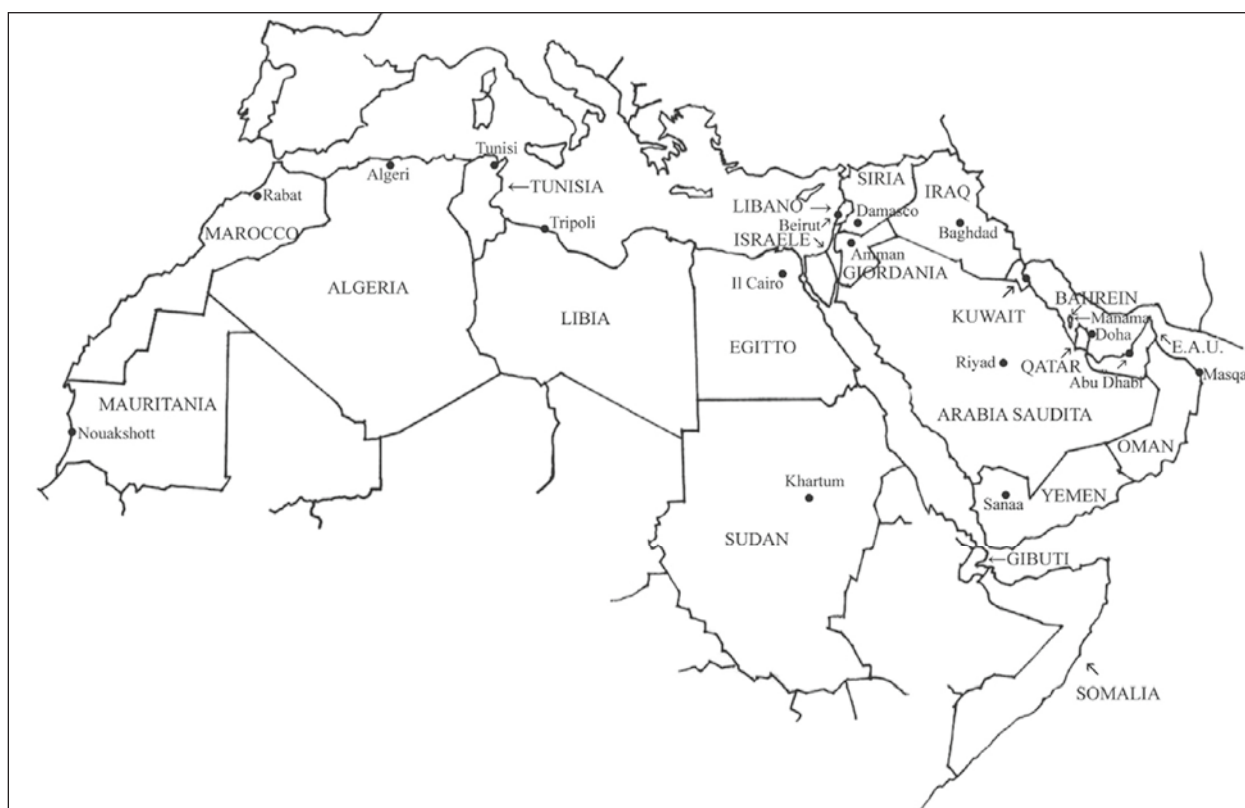 Tunisi
Algeri
←TUNISIA
SIRIA
IRAQ
Rabat
LIBANO→
Damasco
Beirut
Tripoli
Baghdad
MAROCCO
ISRAELE
Amman
GIORDANIA
Il Cairo
ALGERIA
BAHREIN
KUWAIT
Manama
LIBIA
Doha
EGITTO
E.A.U.
Riyad
QATAR
Masqa
Abu Dhabi
MAURITANIA
ARABIA SAUDITA
Nouakshott
OMAN
Khartum
Sanaa
YEMEN
SUDAN
←GIBUTI
SOMALIA